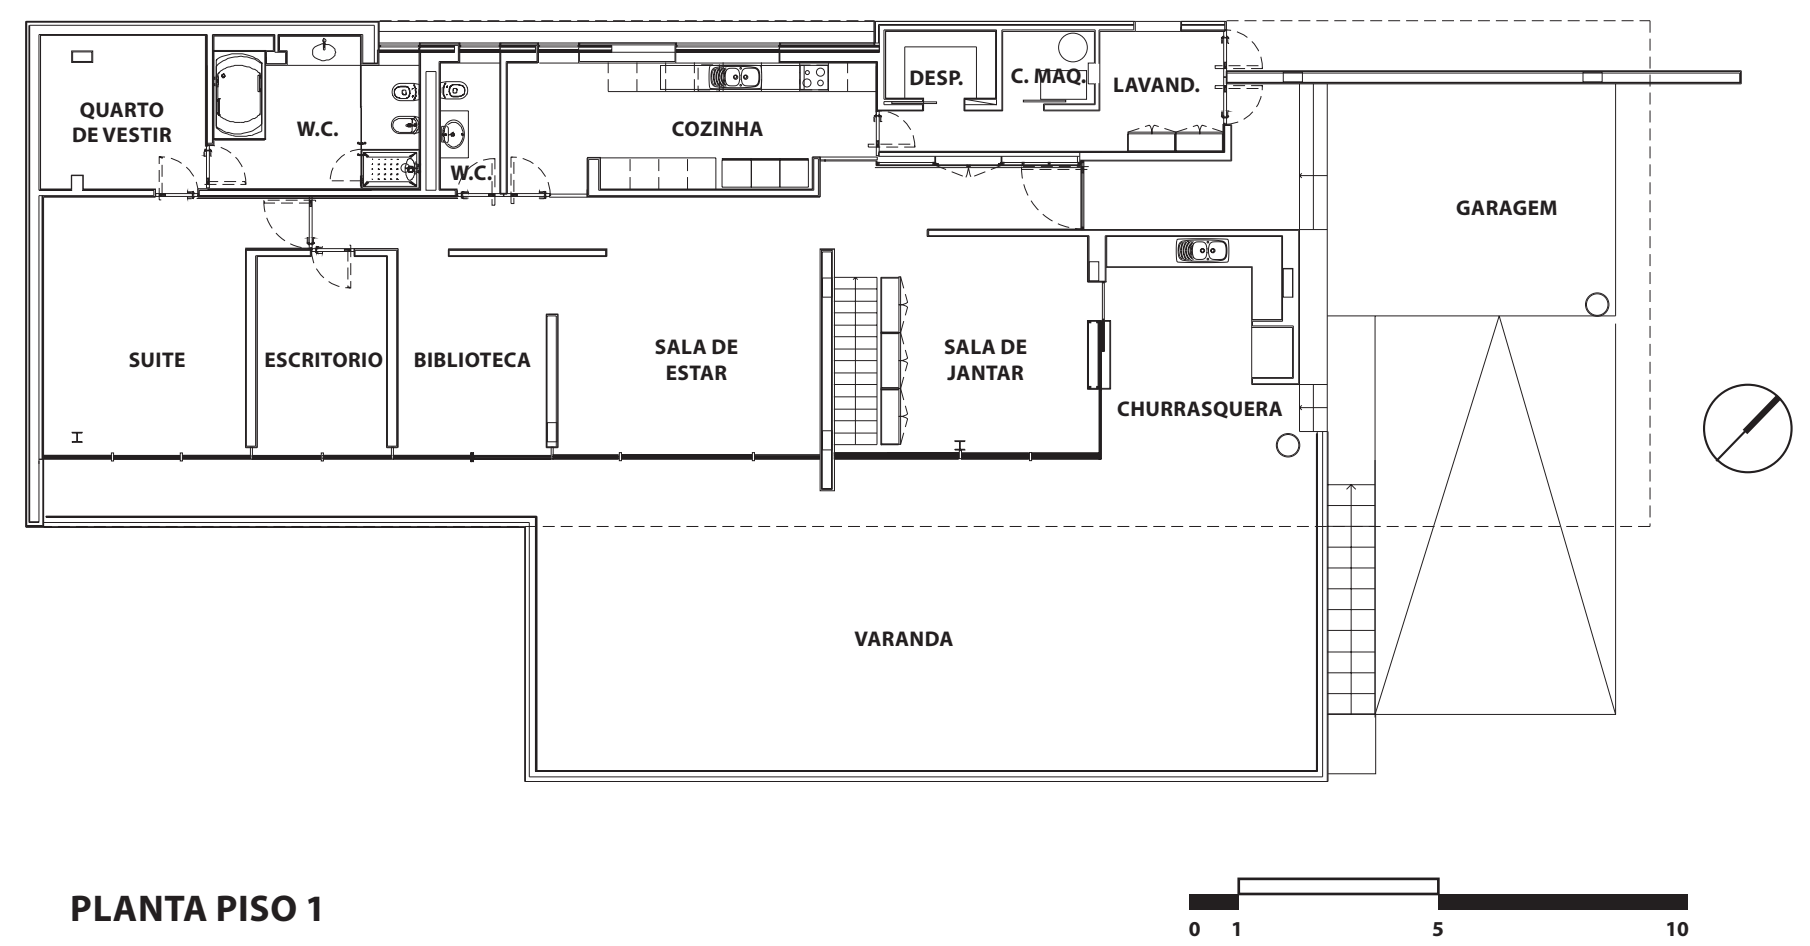 QUARTO
DE VESTIR
W.C.
W.C.
COZINHA
DESP.
C. MAQ.
LAVAND.
GARAGEM
SUITE
ESCRITORIO
BIBLIOTECA
SALA DE
ESTAR
SALA DE
JANTAR
CHURRASQUERA
VARANDA
PLANTA PISO 1
0 1 5 10